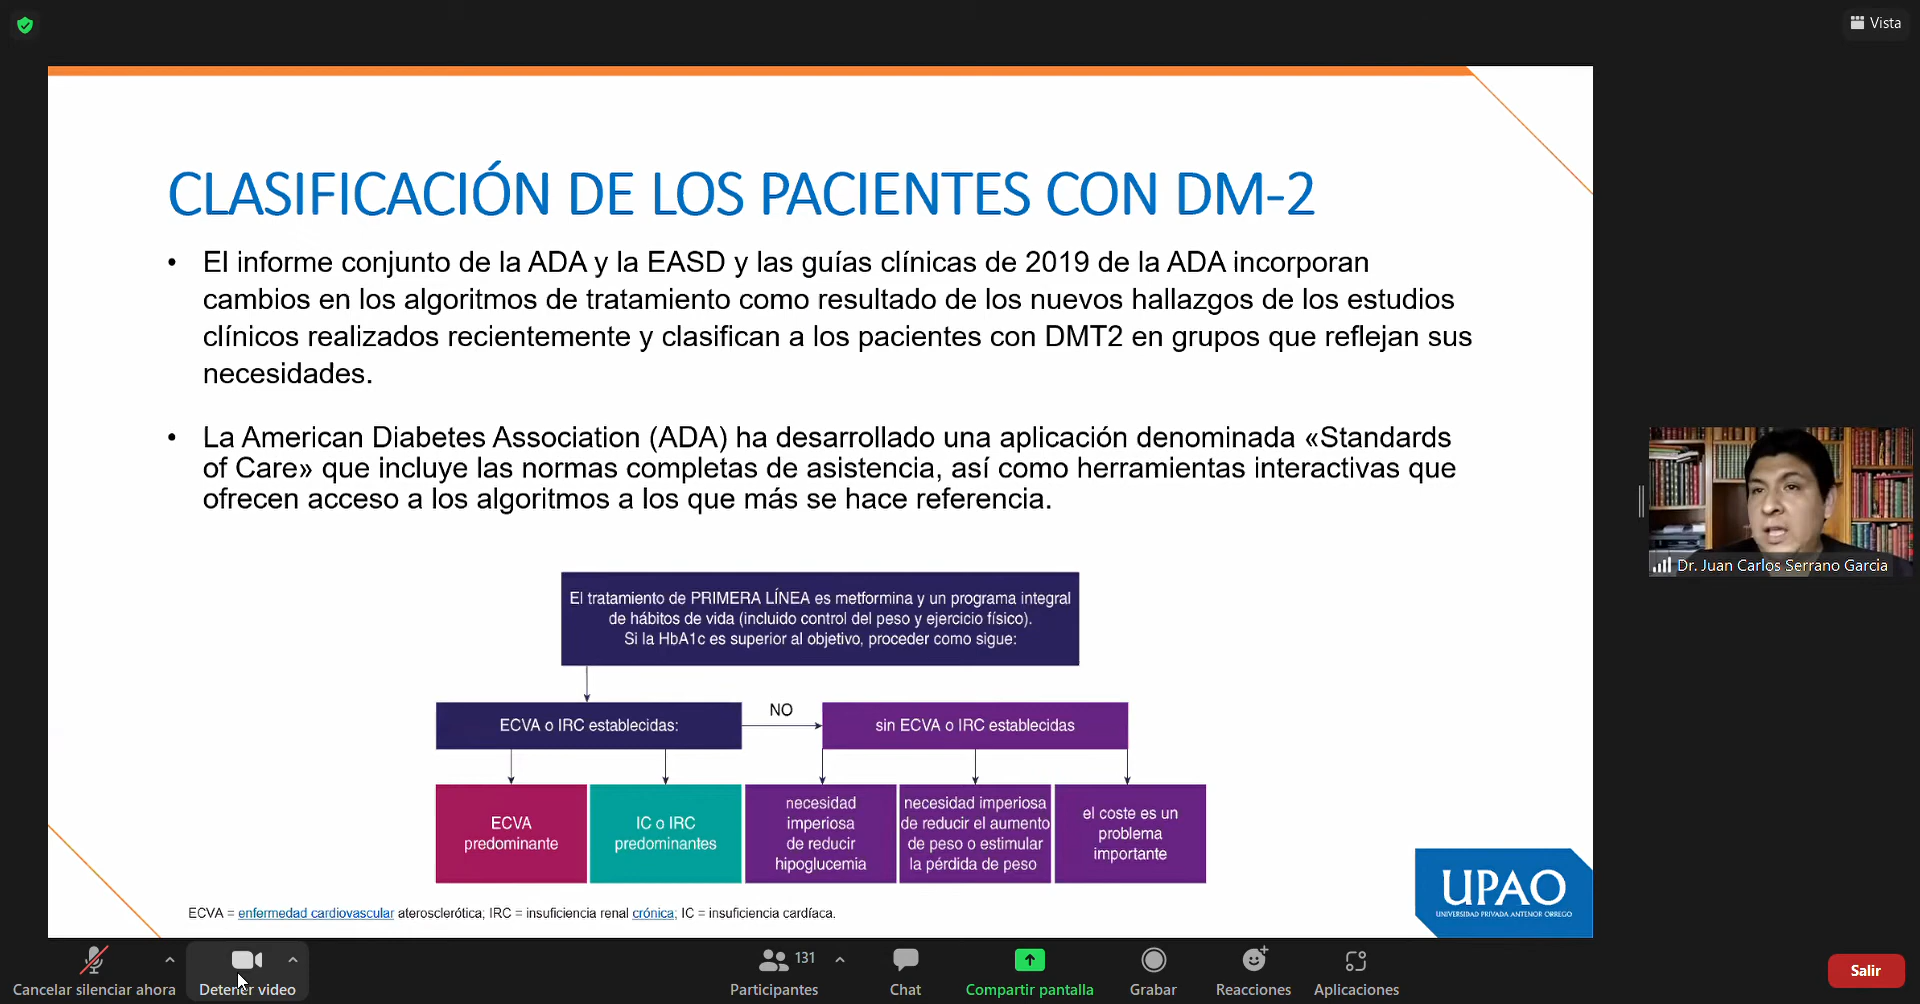 Vista
CLASIFICACIÓN DE LOS PACIENTES CON DM-2
• El informe conjunto de la ADA y la EASD y las guías clínicas de 2019 de la ADA incorporan
cambios en los algoritmos de tratamiento como resultado de los nuevos hallazgos de los estudios
clínicos realizados recientemente y clasifican a los pacientes con DMT2 en grupos que reflejan sus
necesidades.
• La American Diabetes Association (ADA) ha desarrollado una aplicación denominada «Standards
of Care» que incluye las normas completas de asistencia, así como herramientas interactivas que
ofrecen acceso a los algoritmos a los que más se hace referencia.
El tratamiento de PRIMERA LÍNEA es metformina y un programa integral
de hábitos de vida (incluido control del peso y ejercicio físico).
Si la HbA1c es superior al objetivo, proceder como sigue:
ECVA o IRC establecidas:
NO
sin ECVA o IRC establecidas
ECVA
predominante
IC o IRC
predominantes
necesidad
imperiosa
de reducir
hipoglucemia
necesidad imperiosa
de reducir el aumento
de peso o estimular
la pérdida de peso
el coste es un
problema
importante
ECVA = enfermedad cardiovascular aterosclerótica; IRC = insuficiencia renal crónica; IC = insuficiencia cardíaca.
UPAO
UNIVERSIDAD PRIVADA ANTENOR ORREGO
Dr. Juan Carlos Serrano Garcia
Cancelar silenciar ahora
Detener video
131
Participantes
Chat
Compartir pantalla
Grabar
Reacciones
Aplicaciones
Salir